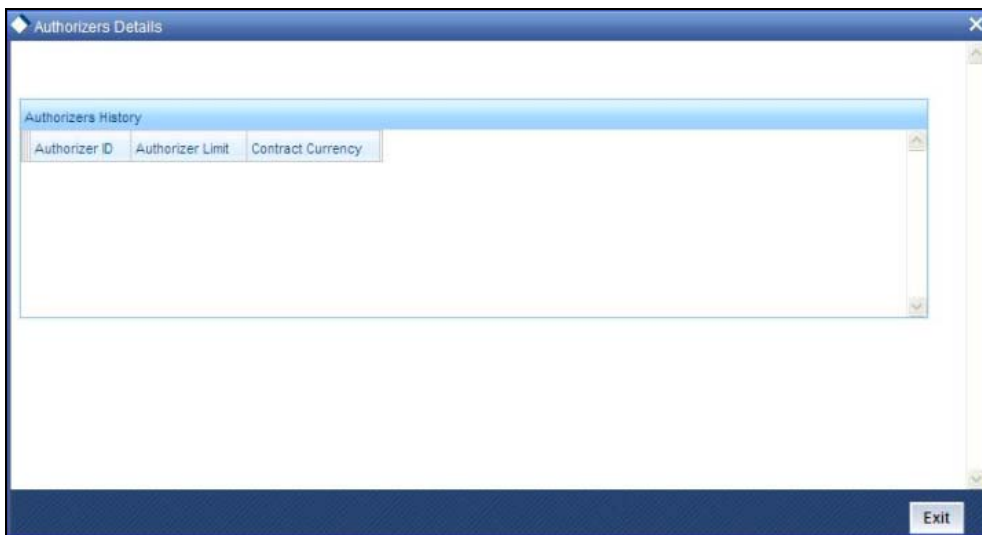 Authorizers Details
Authorizers History
Authorizer ID Authorizer Limit Contract Currency
Exit